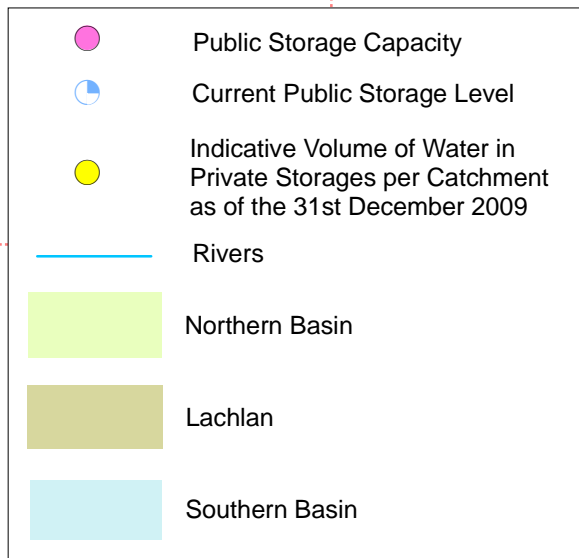 Public Storage Capacity
Current Public Storage Level
Indicative Volume of Water in
Private Storages per Catchment
as of the 31st December 2009
Rivers
Northern Basin
Lachlan
Southern Basin